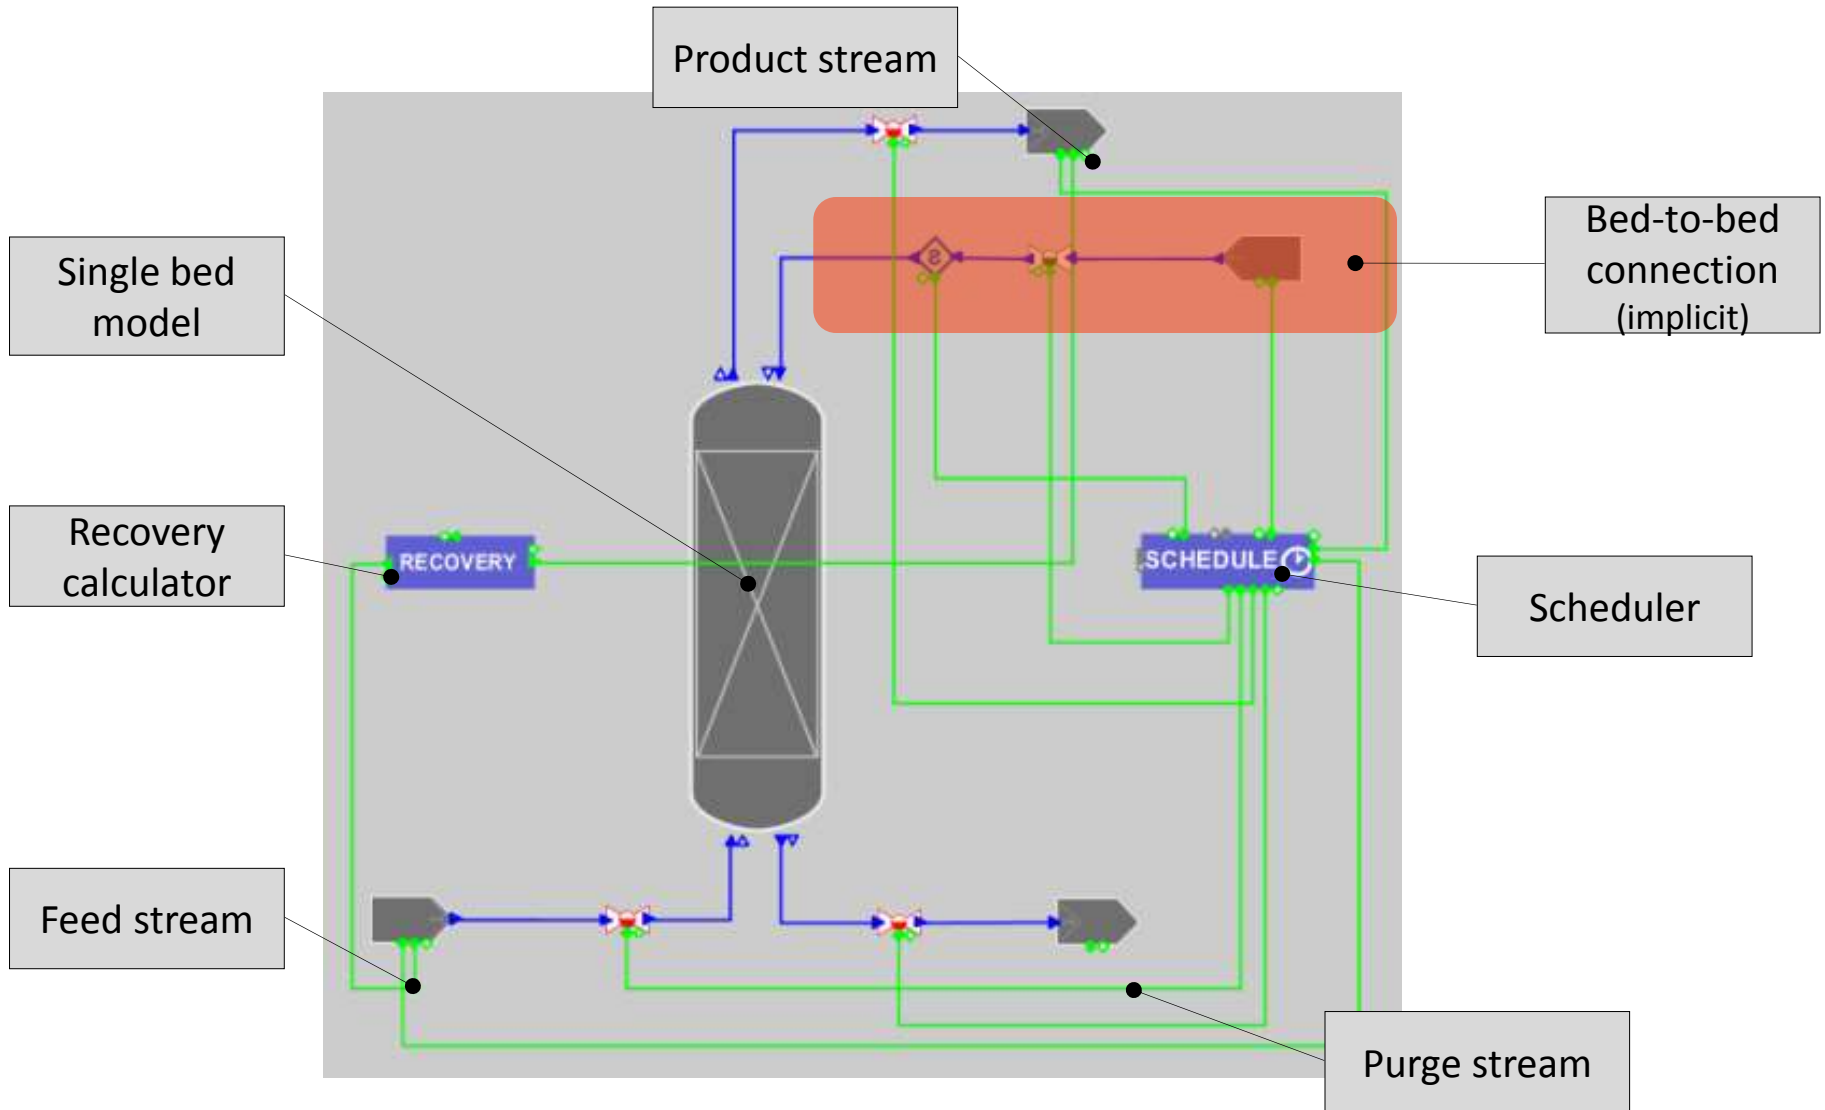 Product stream
Bed-to-bed
connection
(implicit)
Single bed
model
S
Recovery
calculator
RECOVERY
SCHEDULE
Scheduler
Feed stream
Purge stream